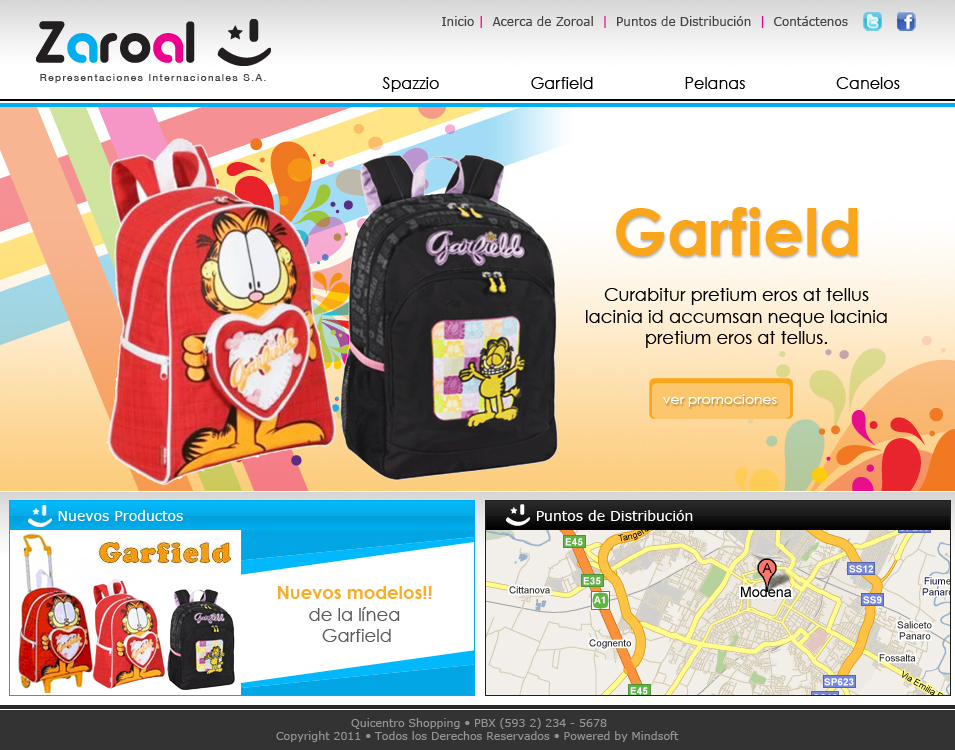 Inicio | Acerca de Zoroal | Puntos de Distribución | Contáctenos
Zaroal
Representaciones Internacionales S.A.
Spazzio Garfield Pelanas Canelos
Garfield
Garfield
Garfield
Curabitur pretium eros at tellus
lacinia id accumsan neque lacinia
pretium eros at tellus.
ver promociones
Nuevos Productos
Garfield
Garfield
Nuevos modelos!!
de la línea
Garfield
Puntos de Distribución
E45
Tangen
E35
A1
Cittanova
A
Modena
SS12
SS9
Fiume
Panaro
Saliceto
Panaro
Cognento
Fossalta
SP623
E45
Via Emilia
Quicentro Shopping • PBX (593 2) 234 - 5678
Copyright 2011 • Todos los Derechos Reservados • Powered by Mindsoft